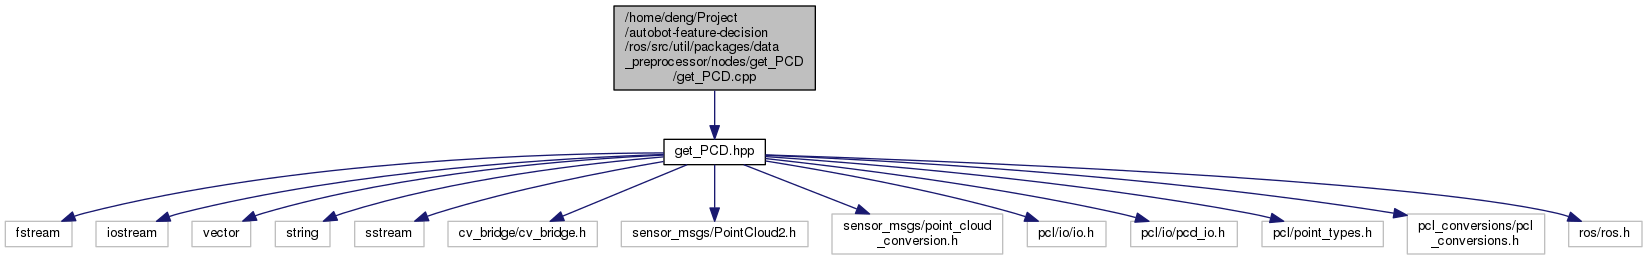 /home/deng/Project
/autobot-feature-decision
/ros/src/util/packages/data
_preprocessor/nodes/get_PCD
/get_PCD.cpp
get_PCD.hpp
fstream
iostream
vector
string
sstream
cv_bridge/cv_bridge.h
sensor_msgs/PointCloud2.h
sensor_msgs/point_cloud
_conversion.h
pcl/io/io.h
pcl/io/pcd_io.h
pcl/point_types.h
pcl_conversions/pcl
_conversions.h
ros/ros.h